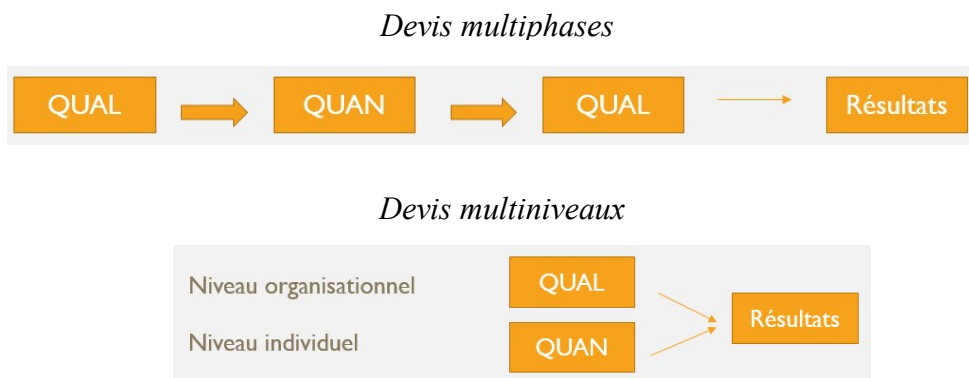 Devis multiphases
QUAL QUAN QUAL Résultats
Devis multiniveaux
Niveau organisationnel QUAL
Résultats
Niveau individuel QUAN